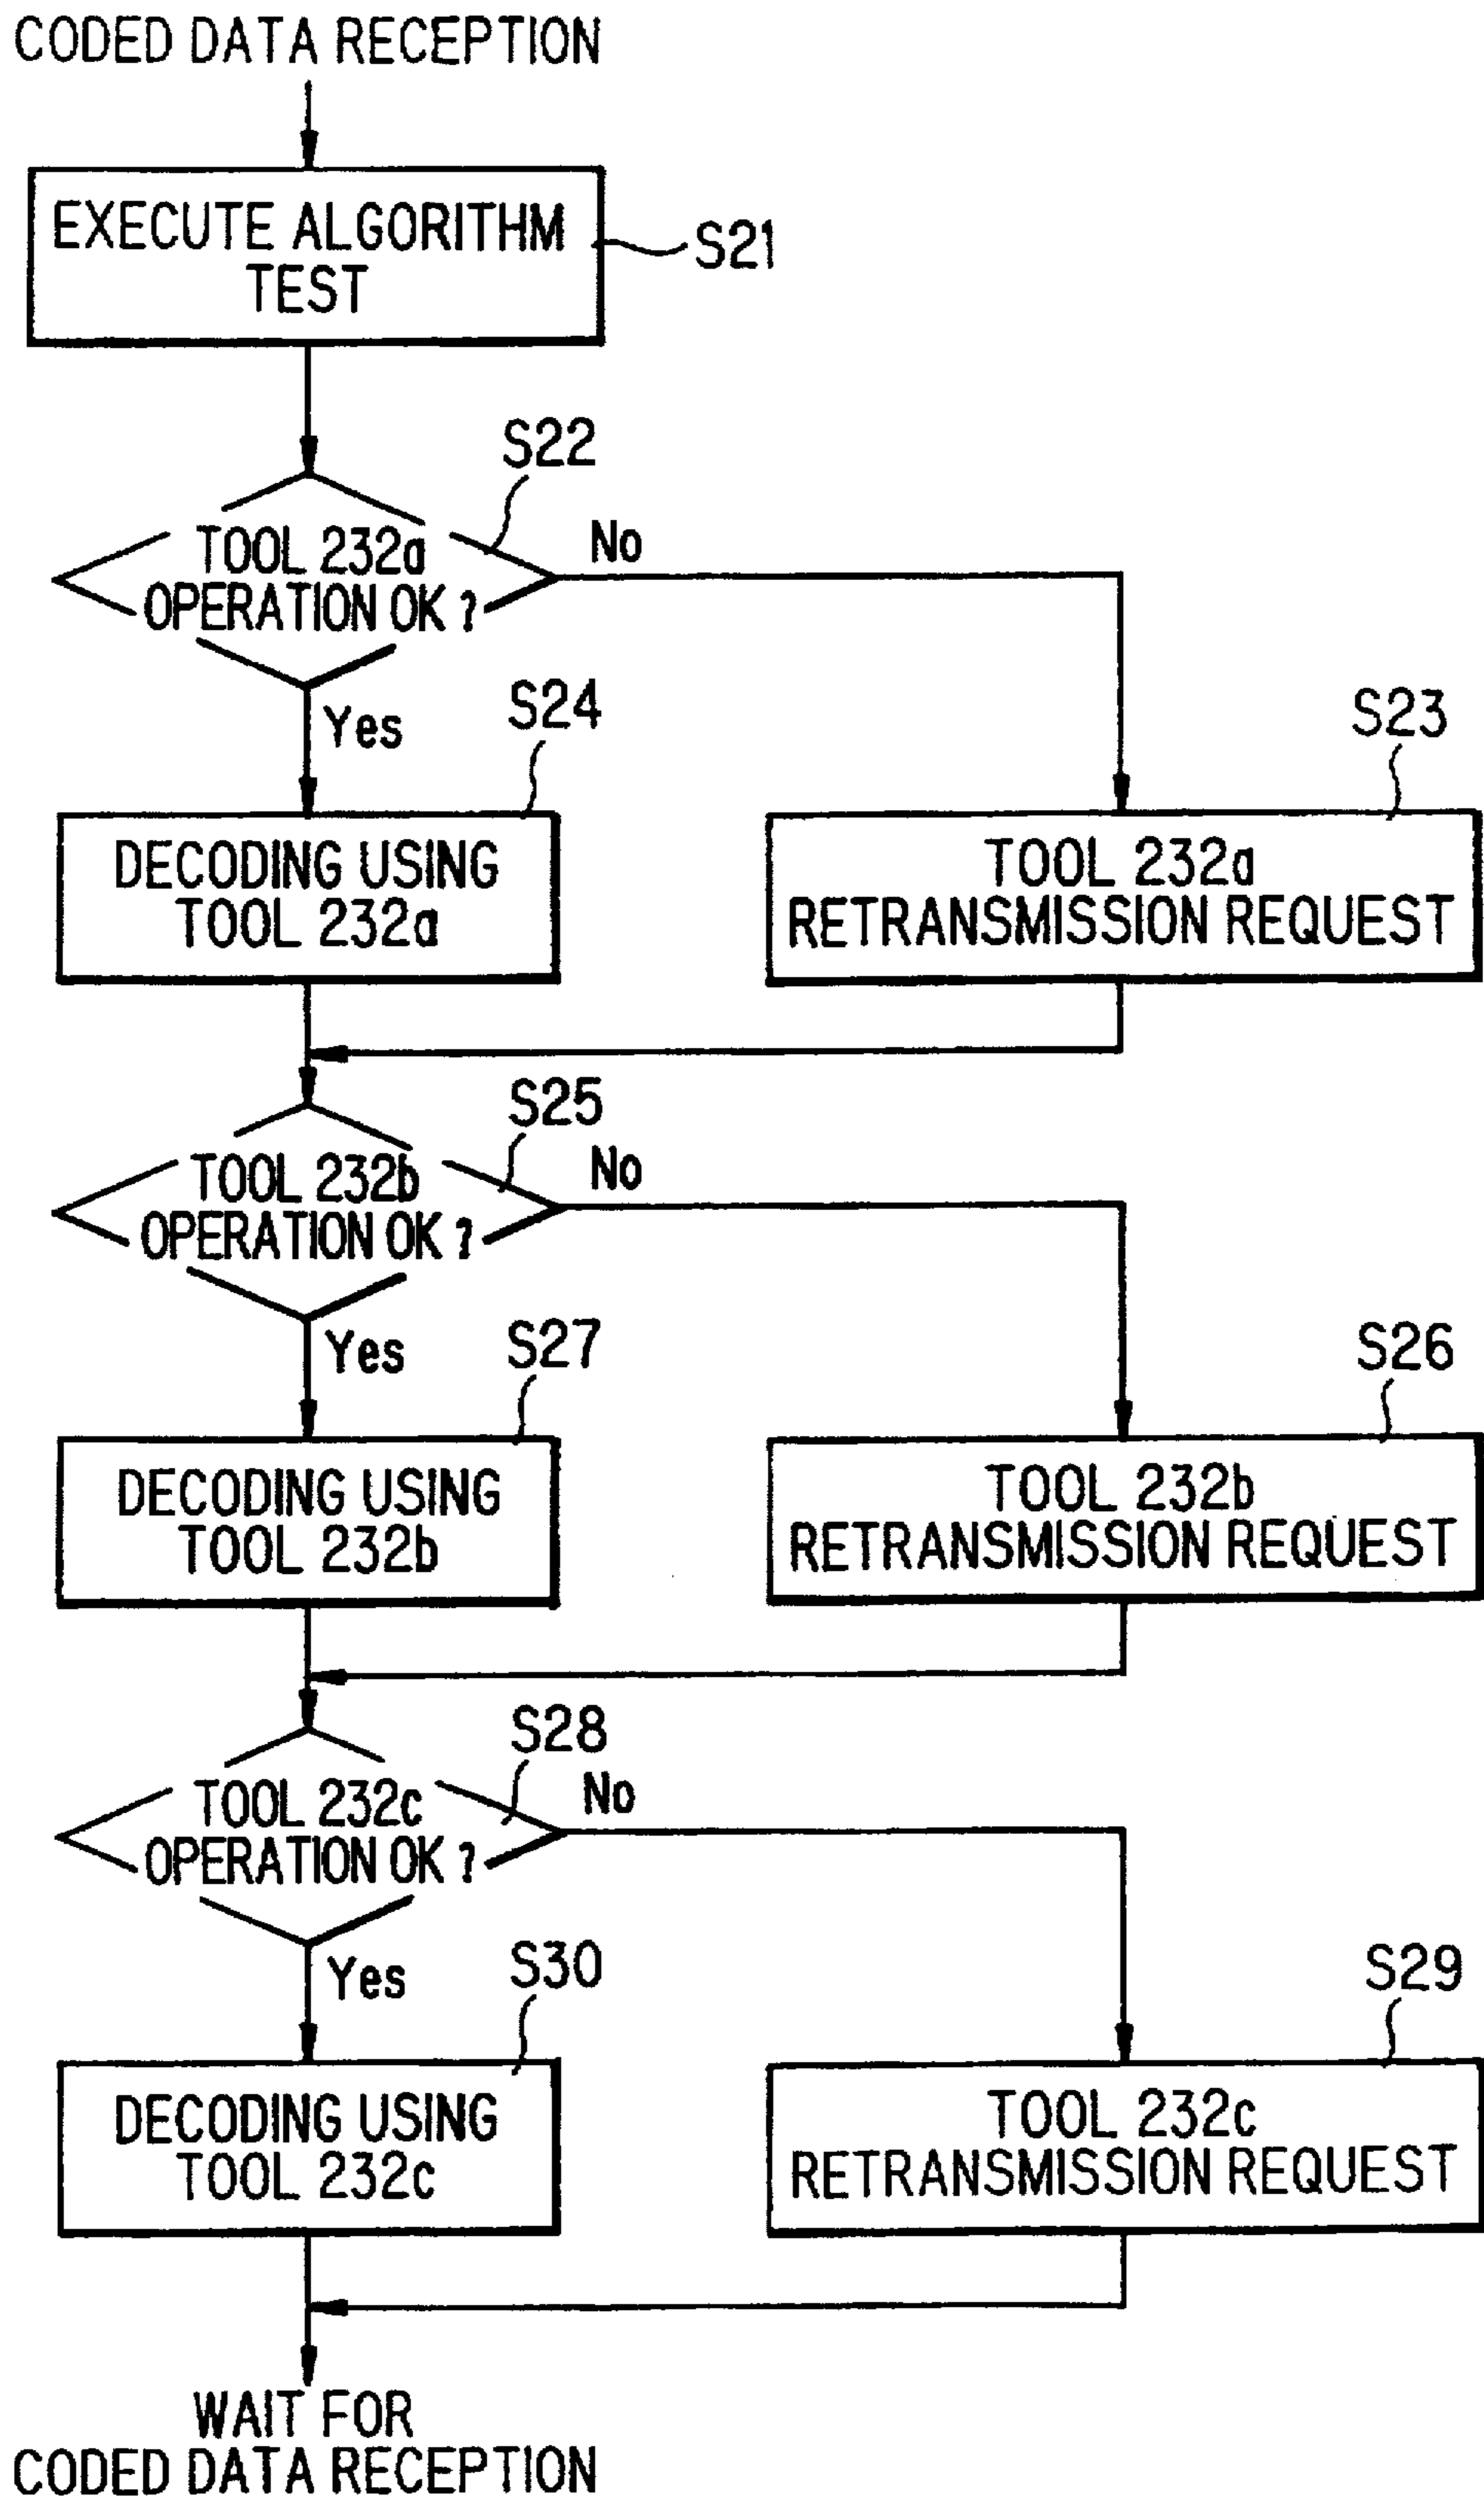 CODED DATA RECEPTION
EXECUTE ALGORITHM
TEST
S21
S22
TOOL 232a
OPERATION OK ?
No
Yes
S24
S23
DECODING USING
TOOL 232a
TOOL 232a
RETRANSMISSION REQUEST
S25
TOOL 232b
OPERATION OK ?
No
Yes
S27
S26
DECODING USING
TOOL 232b
TOOL 232b
RETRANSMISSION REQUEST
S28
TOOL 232c
OPERATION OK ?
No
Yes
S30
S29
DECODING USING
TOOL 232c
TOOL 232c
RETRANSMISSION REQUEST
WAIT FOR
CODED DATA RECEPTION